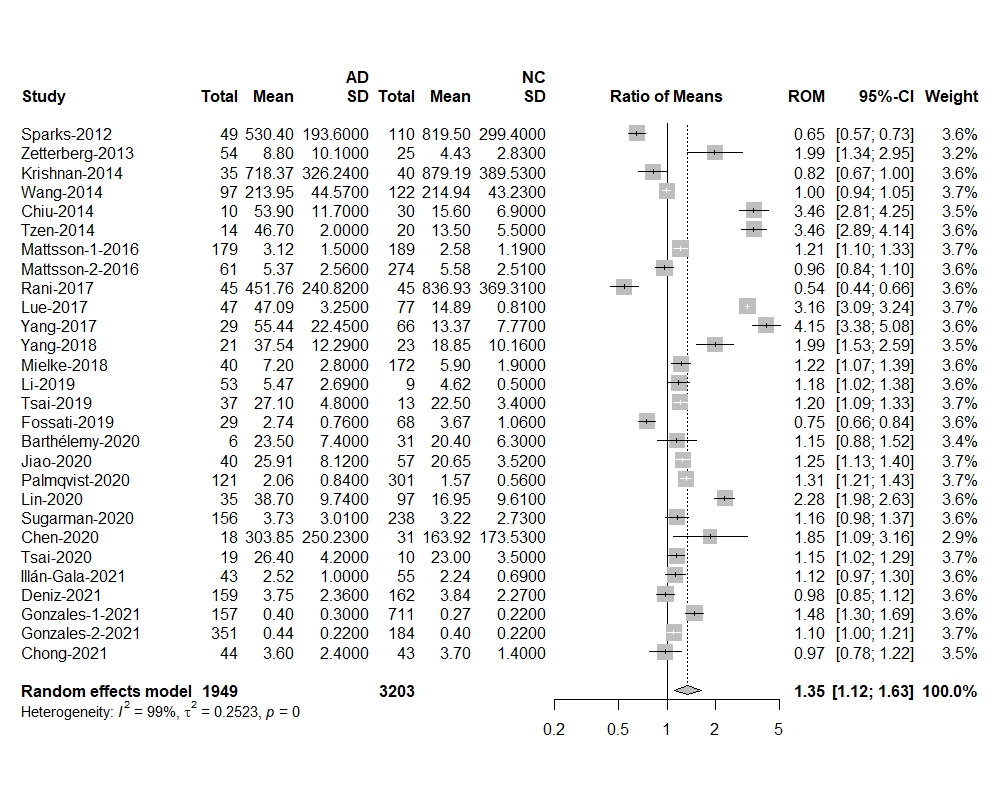 AD NC
Study Total Mean SD Total Mean SD Ratio of Means ROM 95%-CI Weight
Sparks-2012 49 530.40 193.6000 110 819.50 299.4000 0.65 [0.57; 0.73] 3.6%
Zetterberg-2013 54 8.80 10.1000 25 4.43 2.8300 1.99 [1.34; 2.95] 3.2%
Krishnan-2014 35 718.37 326.2400 40 879.19 389.5300 0.82 [0.67; 1.00] 3.6%
Wang-2014 97 213.95 44.5700 122 214.94 43.2300 1.00 [0.94; 1.05] 3.7%
Chiu-2014 10 53.90 11.7000 30 15.60 6.9000 3.46 [2.81; 4.25] 3.5%
Tzen-2014 14 46.70 2.0000 20 13.50 5.5000 3.46 [2.89; 4.14] 3.6%
Mattsson-1-2016 179 3.12 1.5000 189 2.58 1.1900 1.21 [1.10; 1.33] 3.7%
Mattsson-2-2016 61 5.37 2.5600 274 5.58 2.5100 0.96 [0.84; 1.10] 3.6%
Rani-2017 45 451.76 240.8200 45 836.93 369.3100 0.54 [0.44; 0.66] 3.6%
Lue-2017 47 47.09 3.2500 77 14.89 0.8100 3.16 [3.09; 3.24] 3.7%
Yang-2017 29 55.44 22.4500 66 13.37 7.7700 4.15 [3.38; 5.08] 3.6%
Yang-2018 21 37.54 12.2900 23 18.85 10.1600 1.99 [1.53; 2.59] 3.5%
Mielke-2018 40 7.20 2.8000 172 5.90 1.9000 1.22 [1.07; 1.39] 3.6%
Li-2019 53 5.47 2.6900 9 4.62 0.5000 1.18 [1.02; 1.38] 3.6%
Tsai-2019 37 27.10 4.8000 13 22.50 3.4000 1.20 [1.09; 1.33] 3.7%
Fossati-2019 29 2.74 0.7600 68 3.67 1.0600 0.75 [0.66; 0.84] 3.6%
Barthélemy-2020 6 23.50 7.4000 31 20.40 6.3000 1.15 [0.88; 1.52] 3.4%
Jiao-2020 40 25.91 8.1200 57 20.65 3.5200 1.25 [1.13; 1.40] 3.7%
Palmqvist-2020 121 2.06 0.8400 301 1.57 0.5600 1.31 [1.21; 1.43] 3.7%
Lin-2020 35 38.70 9.7400 97 16.95 9.6100 2.28 [1.98; 2.63] 3.6%
Sugarman-2020 156 3.73 3.0100 238 3.22 2.7300 1.16 [0.98; 1.37] 3.6%
Chen-2020 18 303.85 250.2300 31 163.92 173.5300 1.85 [1.09; 3.16] 2.9%
Tsai-2020 19 26.40 4.2000 10 23.00 3.5000 1.15 [1.02; 1.29] 3.7%
Illán-Gala-2021 43 2.52 1.0000 55 2.24 0.6900 1.12 [0.97; 1.30] 3.6%
Deniz-2021 159 3.75 2.3600 162 3.84 2.2700 0.98 [0.85; 1.12] 3.6%
Gonzales-1-2021 157 0.40 0.3000 711 0.27 0.2200 1.48 [1.30; 1.69] 3.6%
Gonzales-2-2021 351 0.44 0.2200 184 0.40 0.2200 1.10 [1.00; 1.21] 3.7%
Chong-2021 44 3.60 2.4000 43 3.70 1.4000 0.97 [0.78; 1.22] 3.5%
Random effects model 1949 3203 1.35 [1.12; 1.63] 100.0%
Heterogeneity: I² = 99%, τ² = 0.2523, p = 0
0.2 0.5 1 2 5